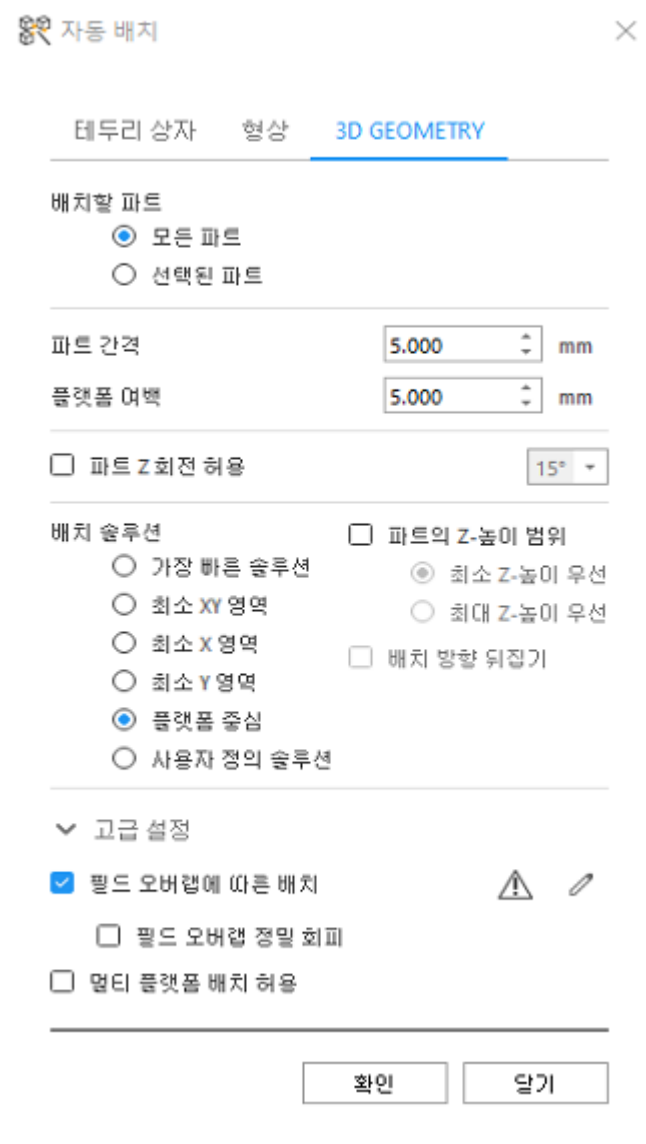 자동 배치
테두리 상자 형상 3D GEOMETRY
배치할 파트
모든 파트
선택된 파트
파트 간격 5.000 mm
플랫폼 여백 5.000 mm
파트 Z 회전 허용 15°
배치 솔루션 파트의 Z-높이 범위
가장 빠른 솔루션 최소 Z-높이 우선
최소 XY 영역 최대 Z-높이 우선
최소 X 영역 배치 방향 뒤집기
최소 Y 영역
플랫폼 중심
사용자 정의 솔루션
고급 설정
필드 오버랩에 따른 배치
필드 오버랩 정밀 회피
멀티 플랫폼 배치 허용
확인 닫기